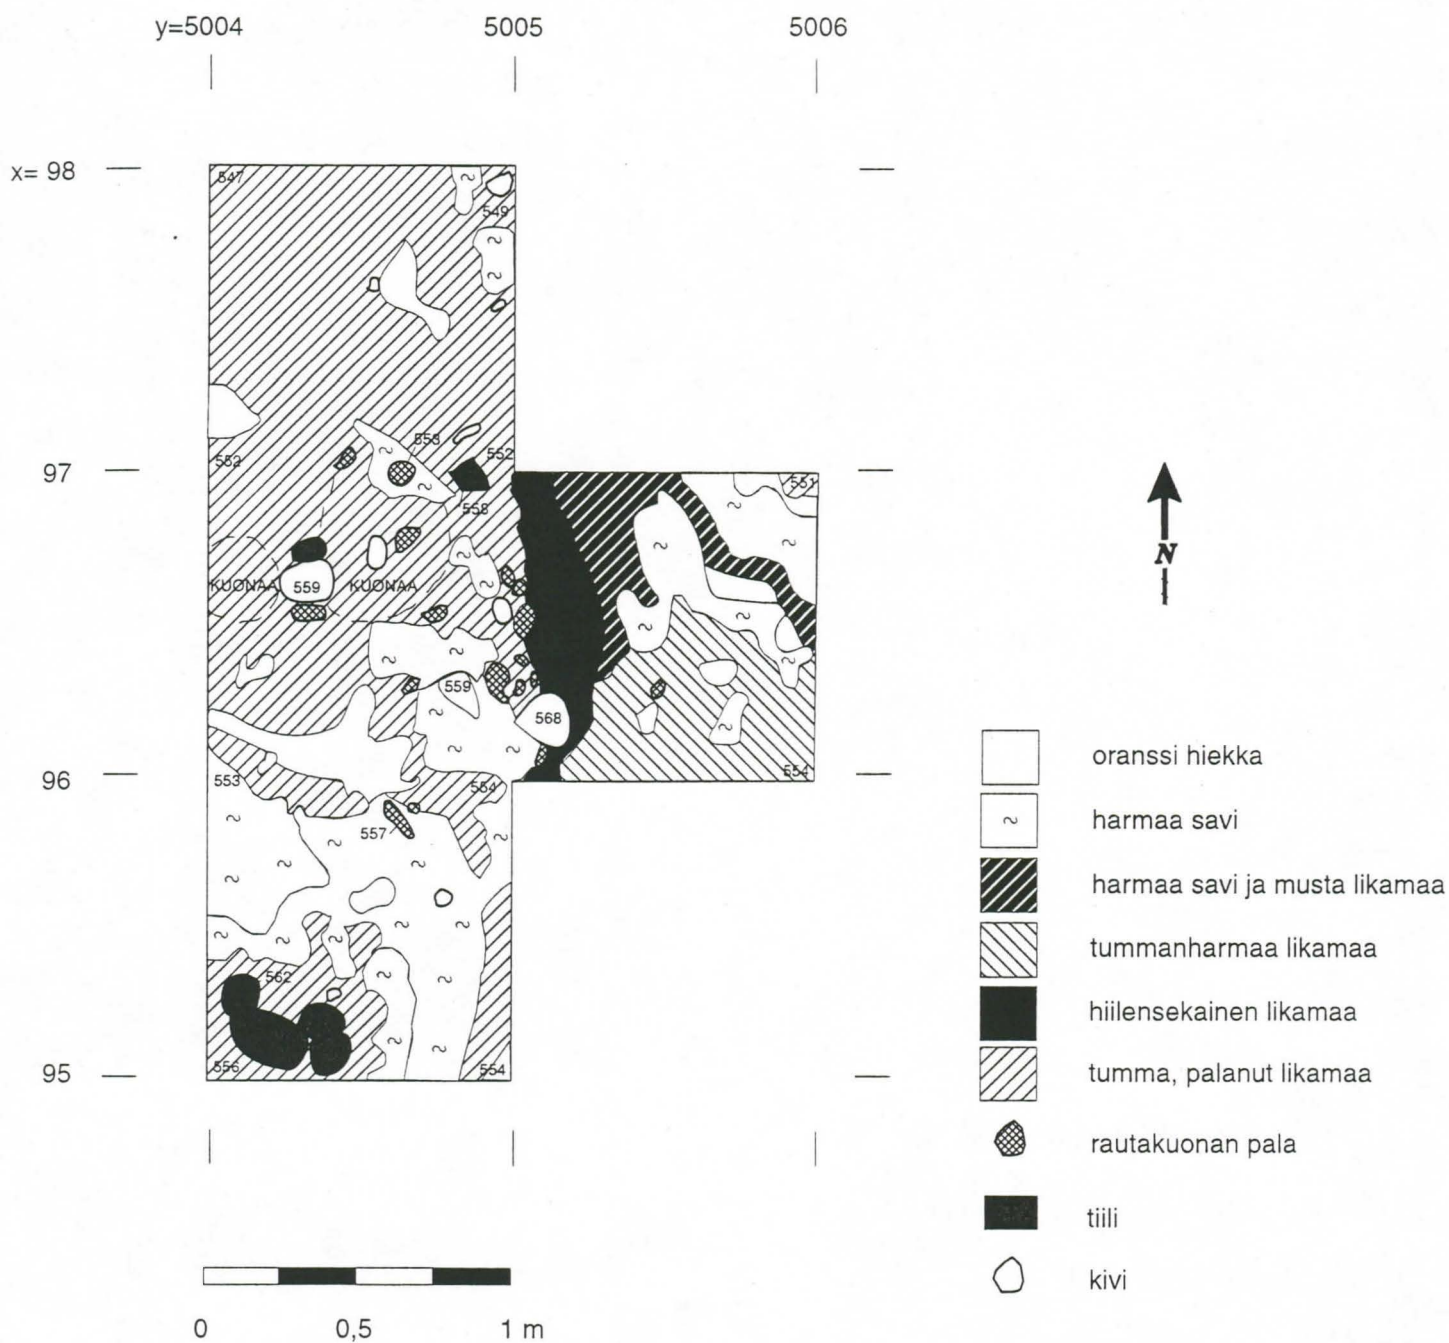 y=5004 5005 5006
x= 98
547
549
553
552
552
97
551
558
KUONAA 559 KUONAA
N
559
568
553
554
554
96
557
562
556
554
95
oranssi hiekka
harmaa savi
harmaa savi ja musta likamaa
tummanharmaa likamaa
hiilensekainen likamaa
tumma, palanut likamaa
rautakuonan pala
tiili
kivi
0 0,5 1 m